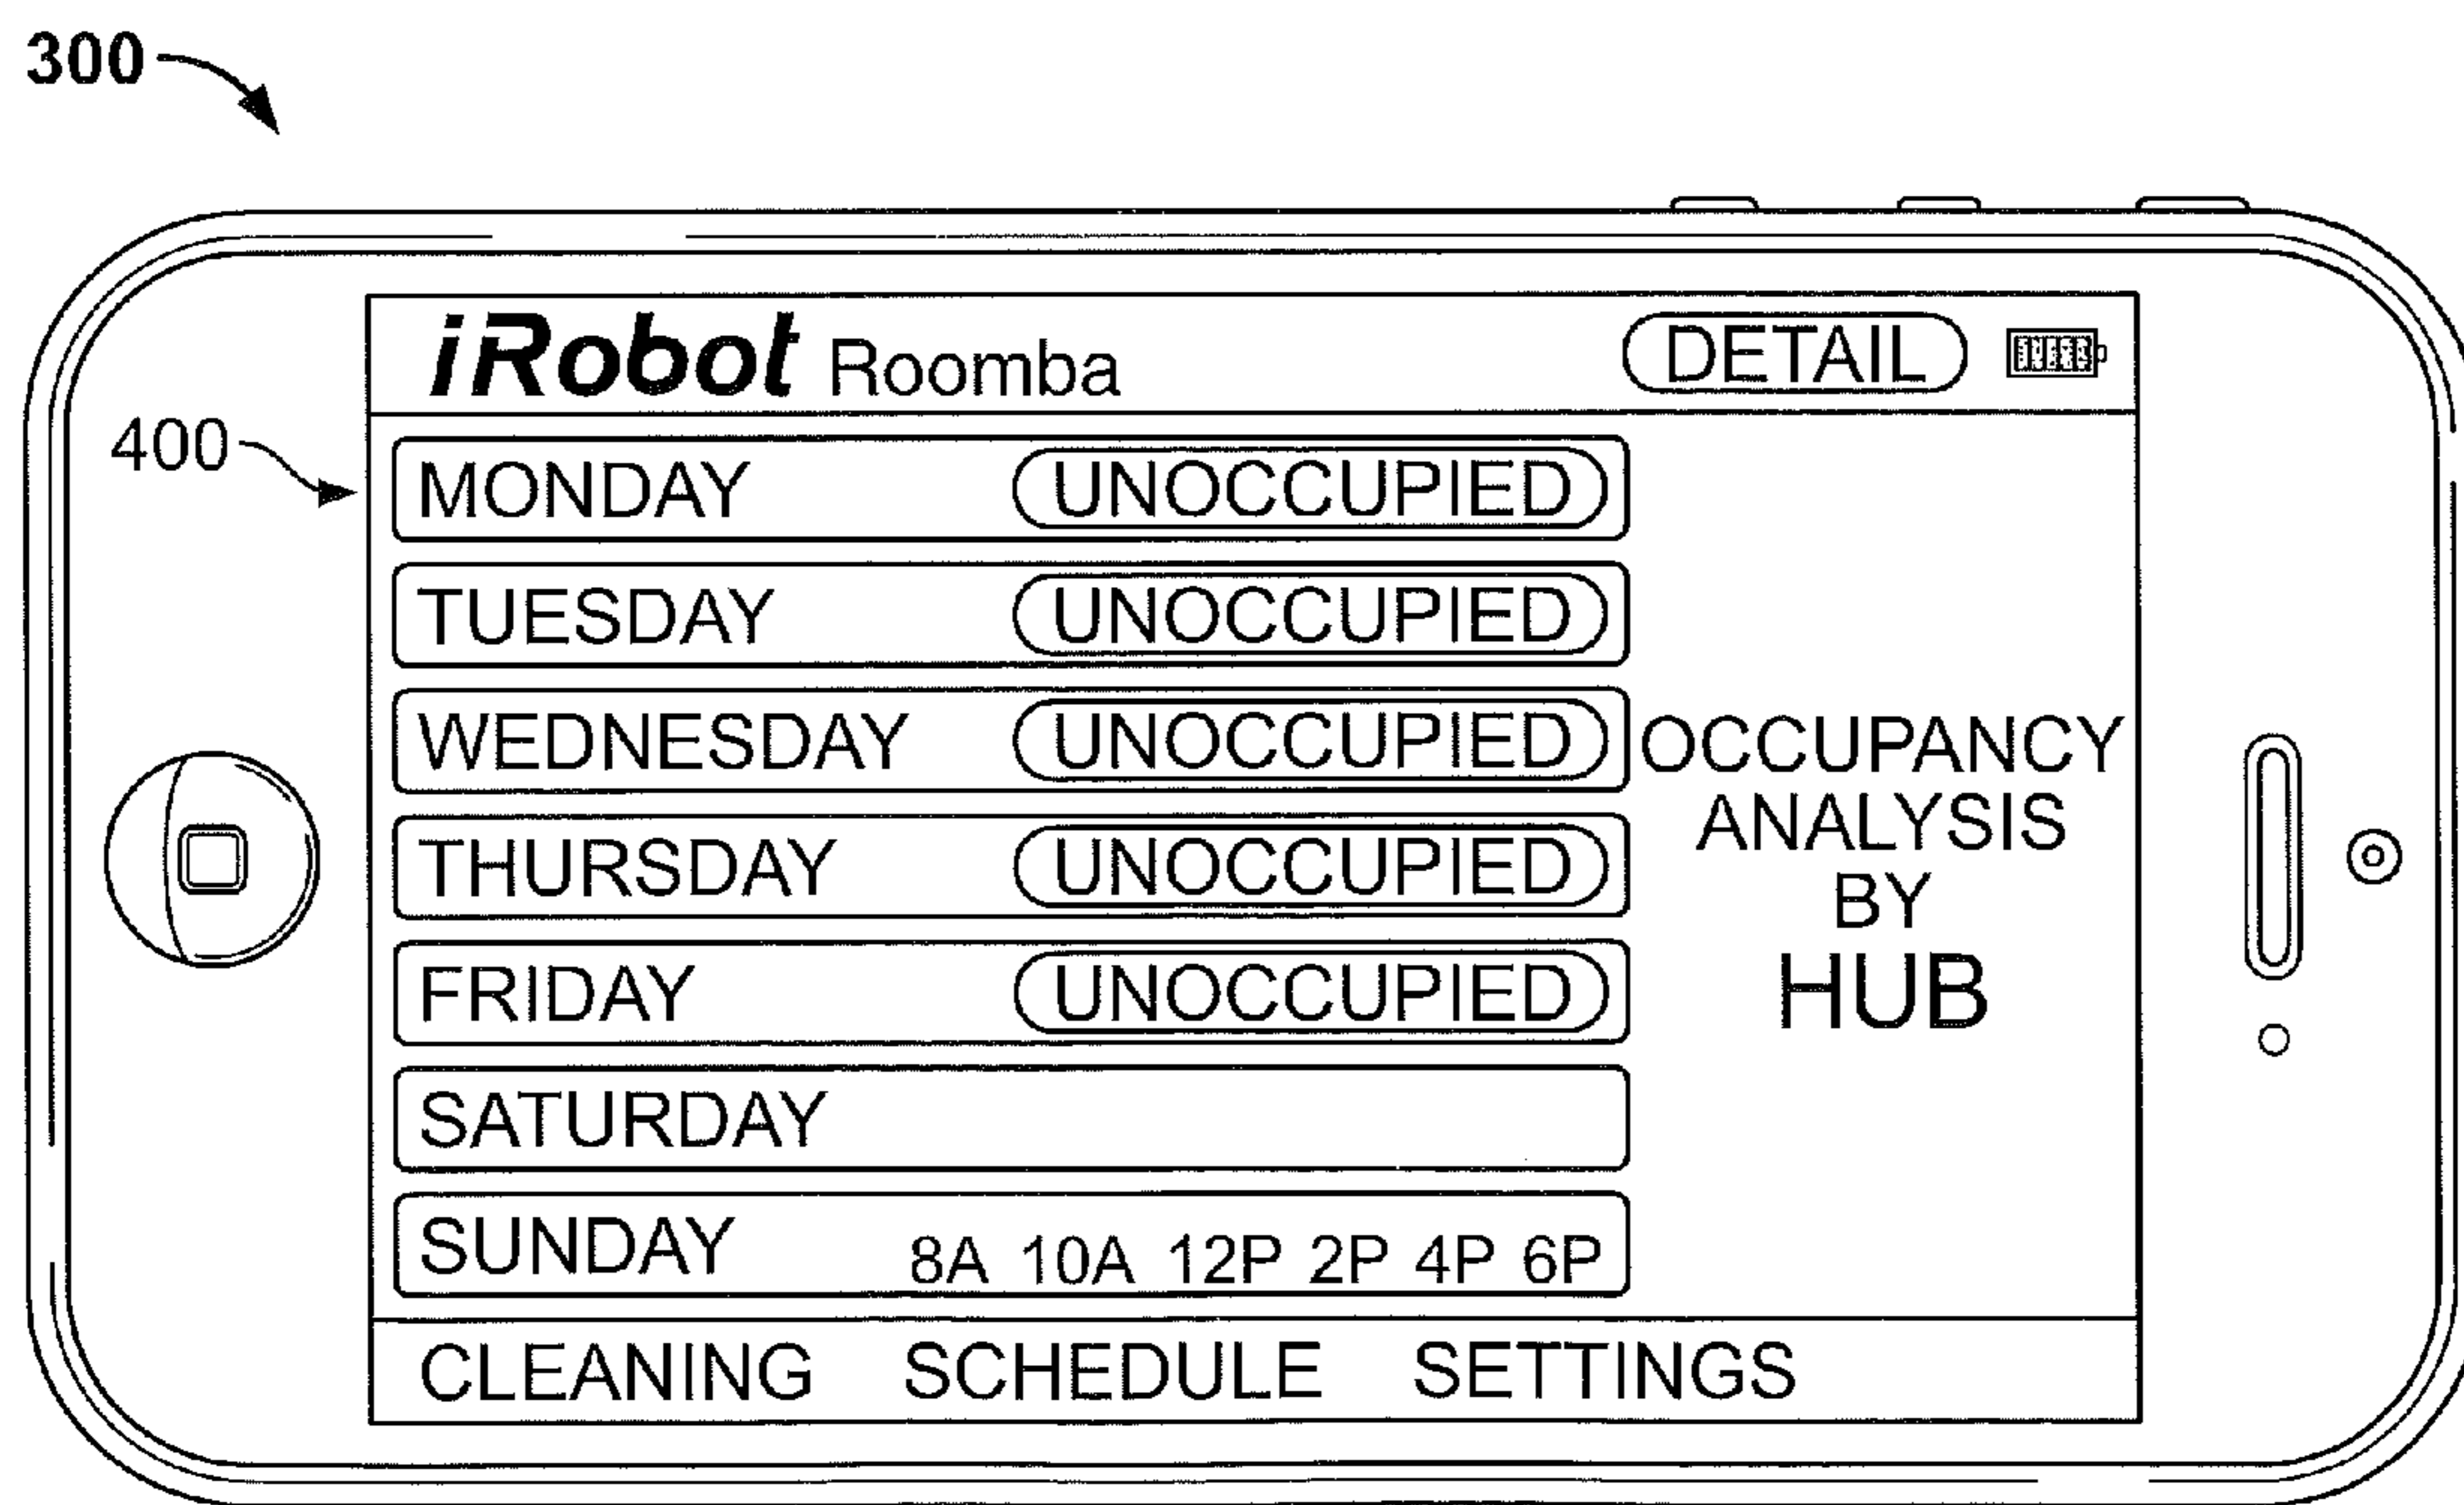 300
iRobot Roomba DETAIL
400
MONDAY UNOCCUPIED
TUESDAY UNOCCUPIED
WEDNESDAY UNOCCUPIED
THURSDAY UNOCCUPIED
FRIDAY UNOCCUPIED
SATURDAY
SUNDAY 8A 10A 12P 2P 4P 6P
OCCUPANCY
ANALYSIS
BY
HUB
CLEANING SCHEDULE SETTINGS